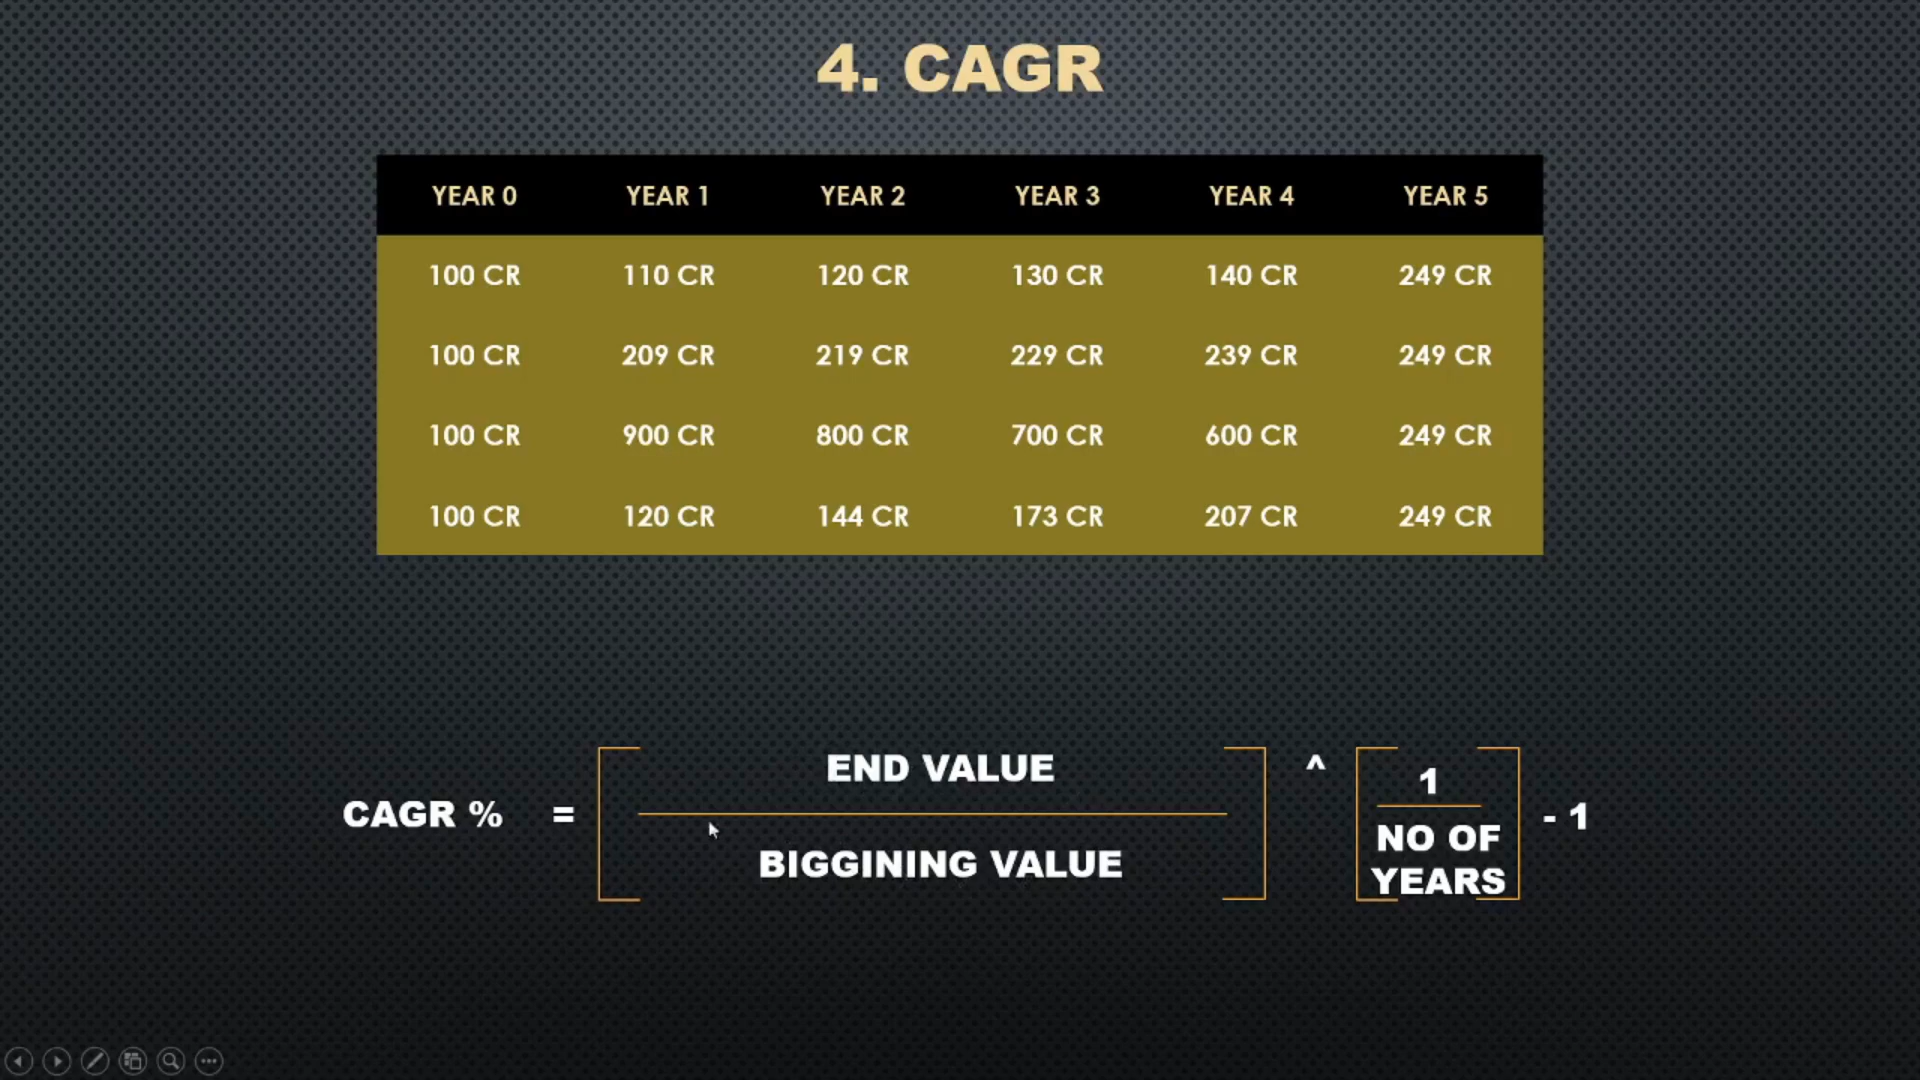 4. CAGR
YEAR 0 YEAR 1 YEAR 2 YEAR 3 YEAR 4 YEAR 5
100 CR 110 CR 120 CR 130 CR 140 CR 249 CR
100 CR 209 CR 219 CR 229 CR 239 CR 249 CR
100 CR 900 CR 800 CR 700 CR 600 CR 249 CR
100 CR 120 CR 144 CR 173 CR 207 CR 249 CR
CAGR % =
END VALUE
BIGGINING VALUE
^
1
NO OF
YEARS
- 1